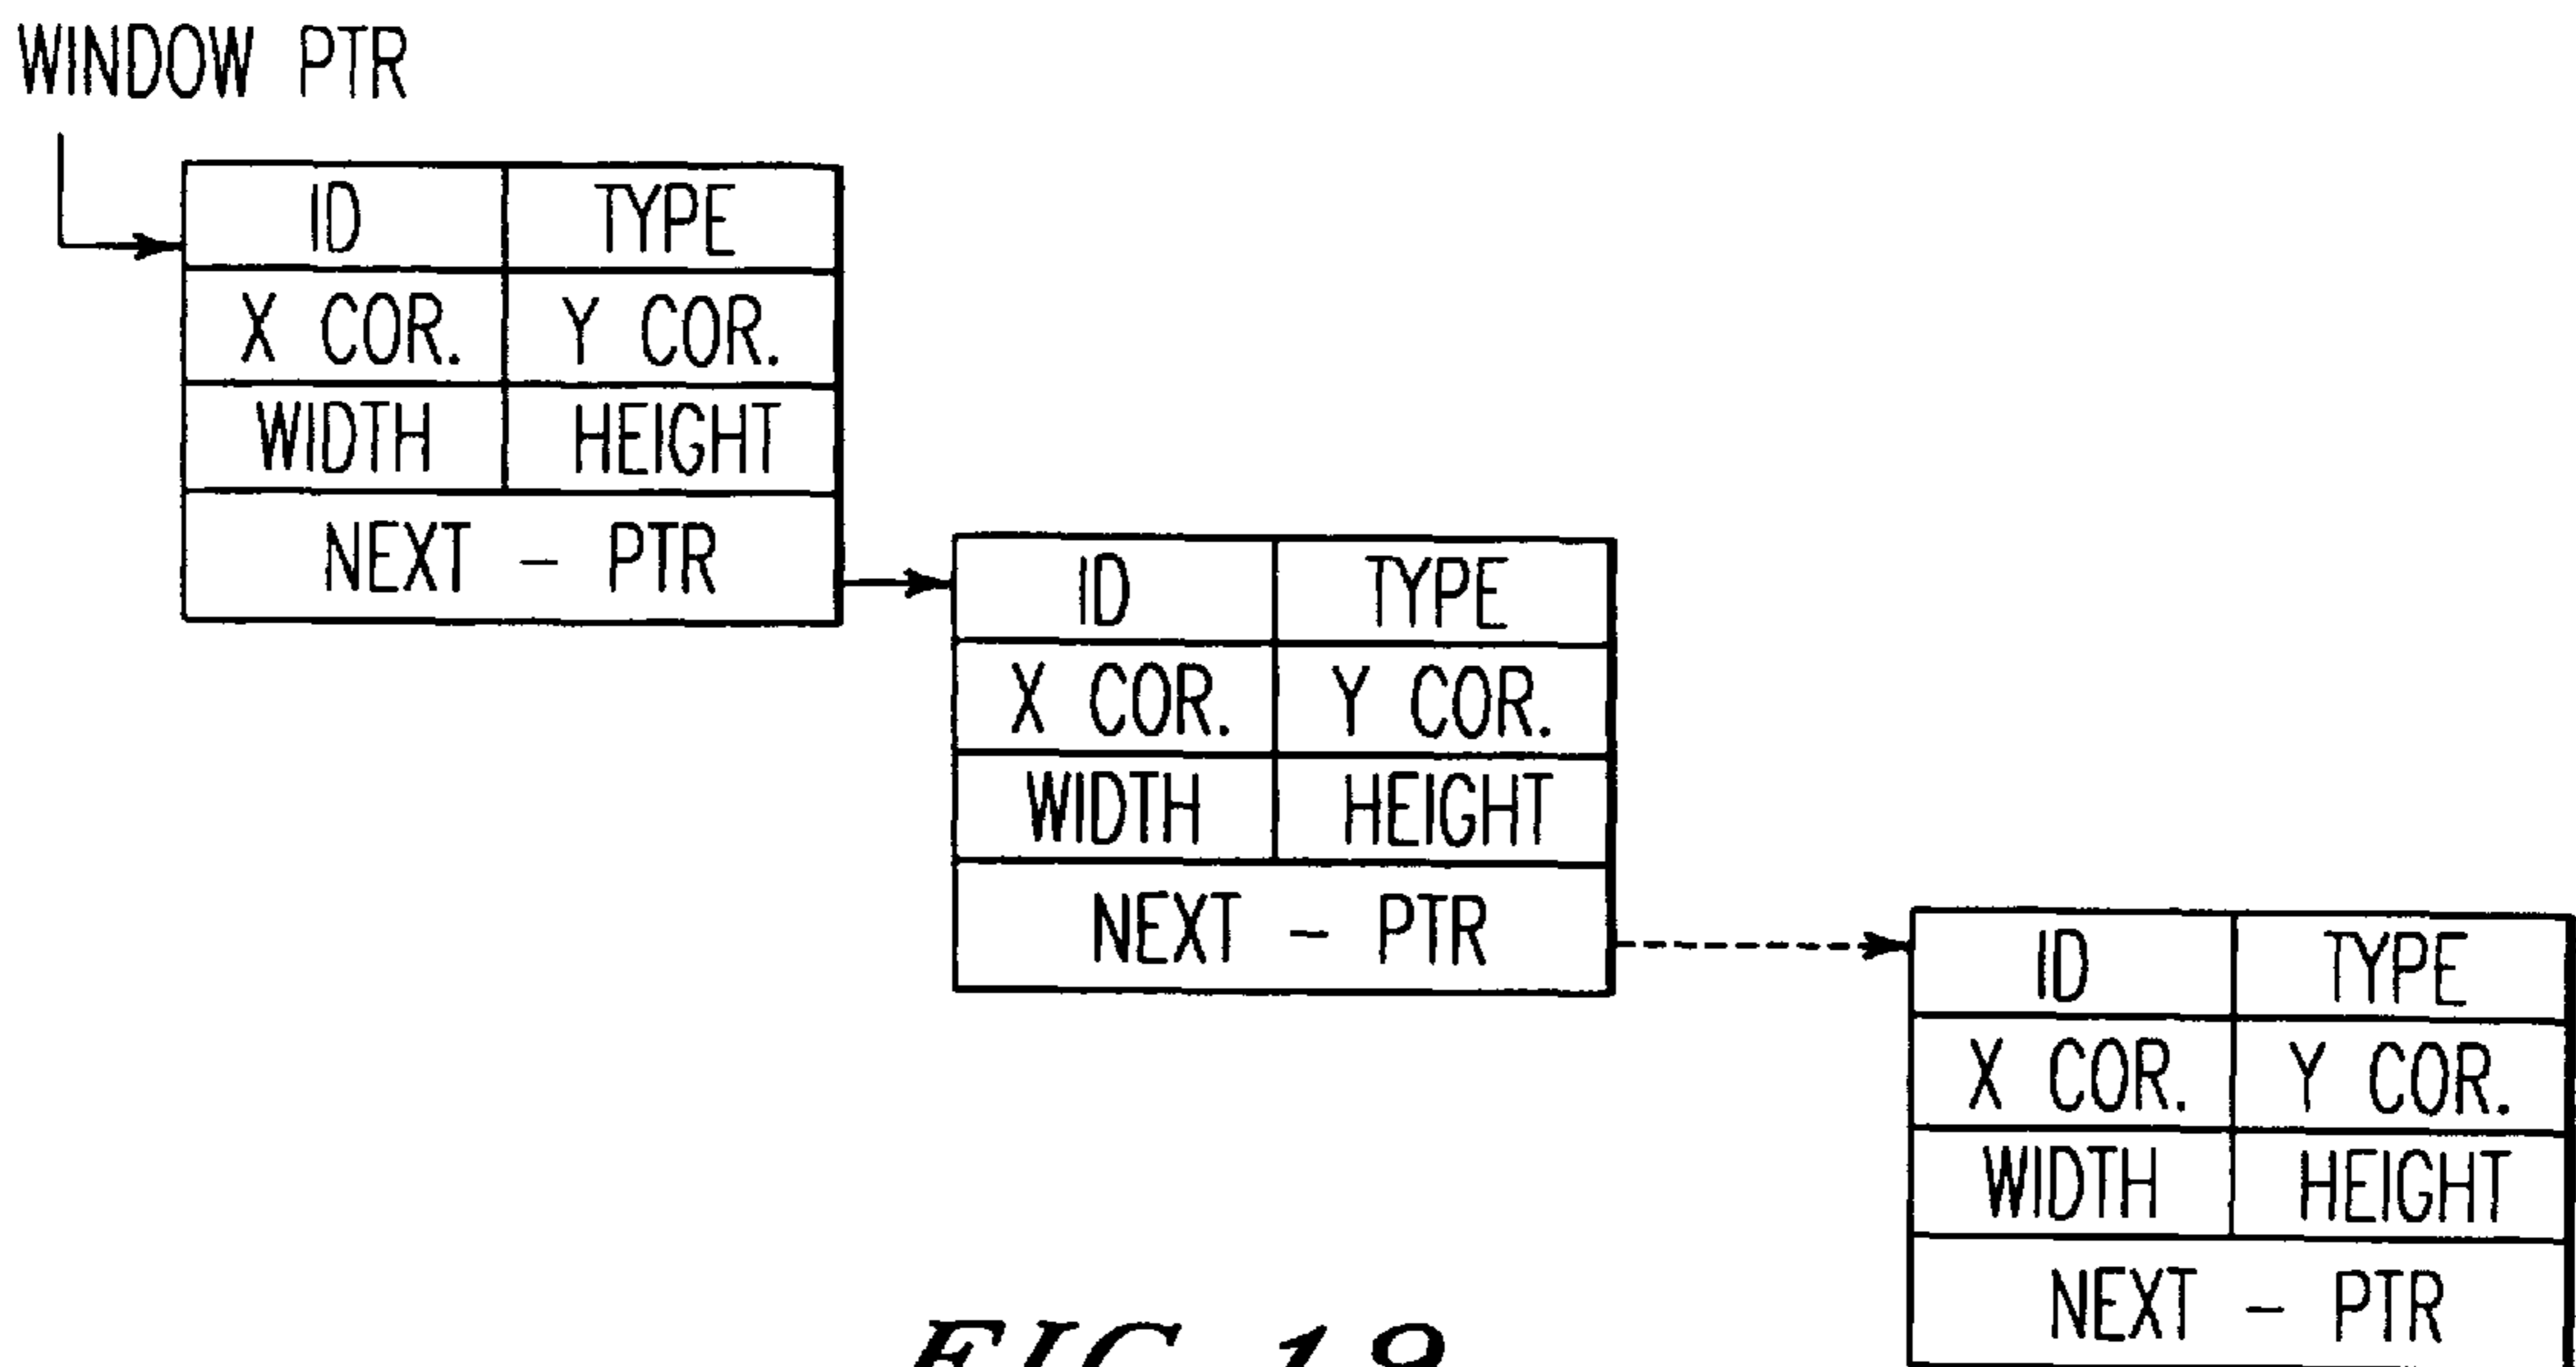 WINDOW PTR
ID TYPE
X COR. Y COR.
WIDTH HEIGHT
NEXT - PTR
ID TYPE
X COR. Y COR.
WIDTH HEIGHT
NEXT - PTR
ID TYPE
X COR. Y COR.
WIDTH HEIGHT
NEXT - PTR
FIG.